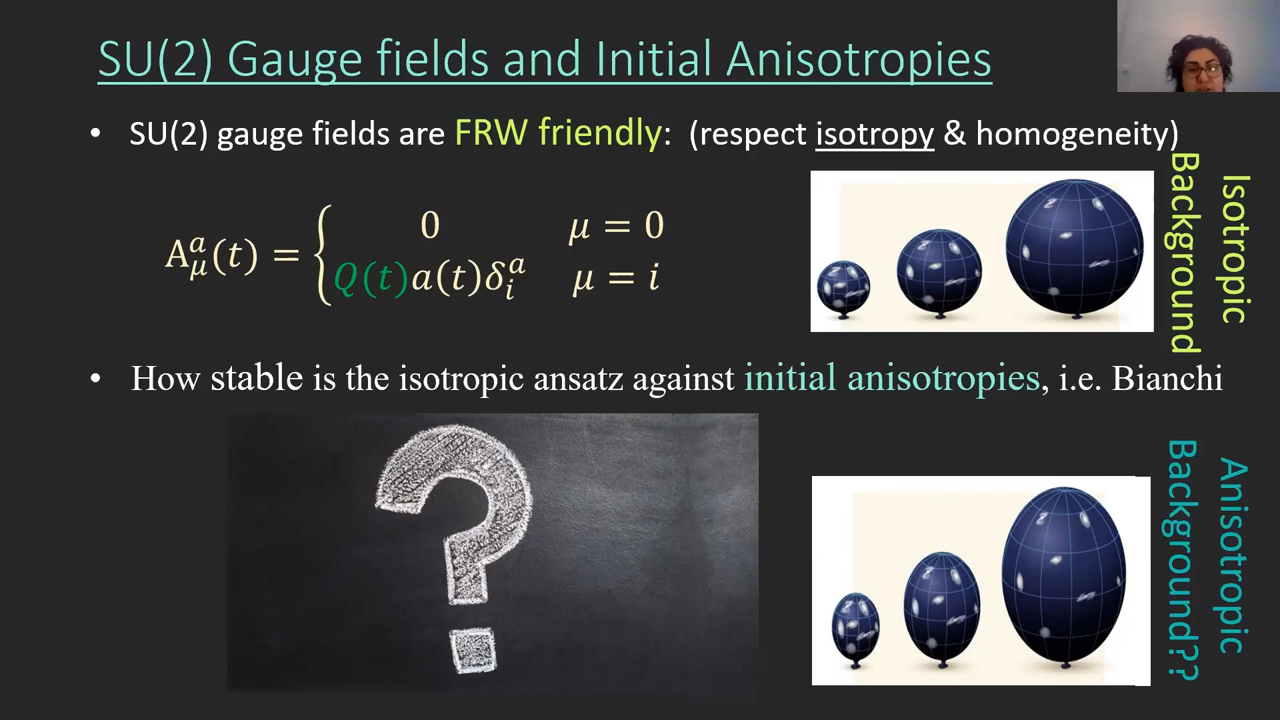 SU(2) Gauge fields and Initial Anisotropies
• SU(2) gauge fields are FRW friendly: (respect isotropy & homogeneity)
A^a_μ(t) = { 0 μ = 0
Q(t)a(t)δ^a_i μ = i
Isotropic
Background
• How stable is the isotropic ansatz against initial anisotropies, i.e. Bianchi
?
Anisotropic
Background??